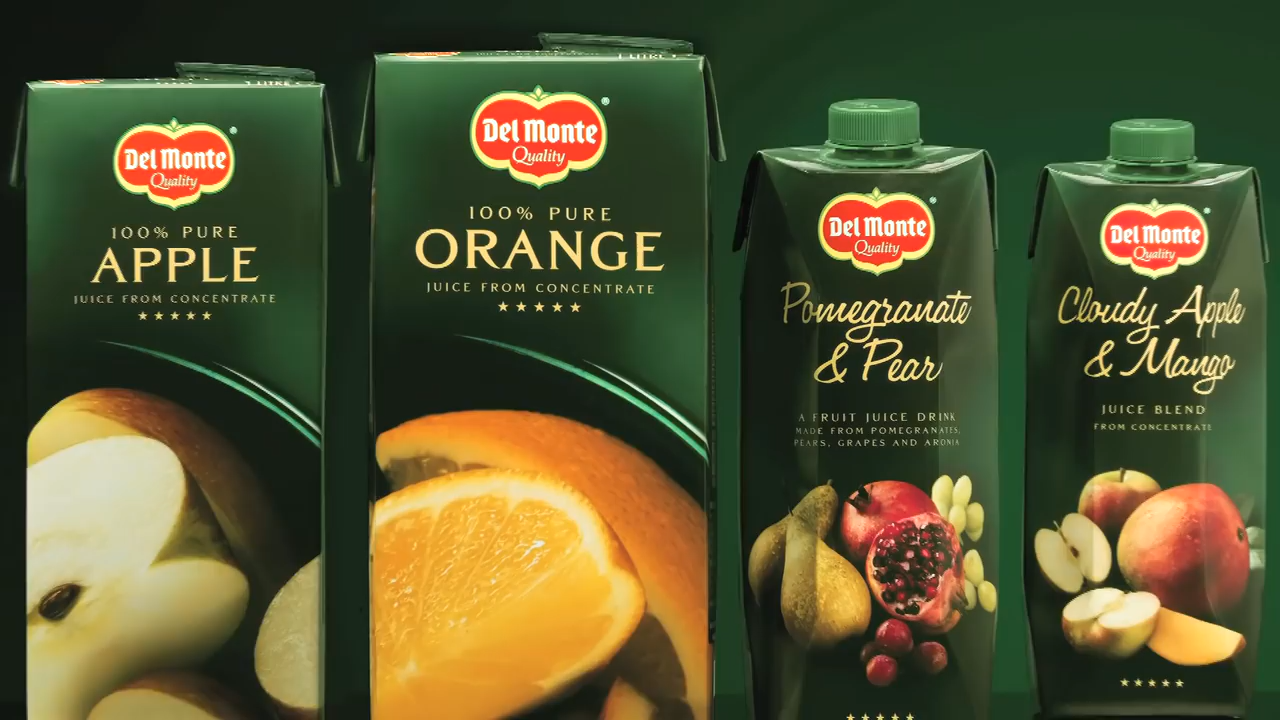 Del Monte
Quality
100% PURE
APPLE
JUICE FROM CONCENTRATE
Del Monte
Quality
100% PURE
ORANGE
JUICE FROM CONCENTRATE
Del Monte
Quality
Pomegranate
& Pear
A FRUIT JUICE DRINK
MADE FROM POMEGRANATES,
PEARS, GRAPES AND ARONIA
Del Monte
Quality
Cloudy Apple
& Mango
JUICE BLEND
FROM CONCENTRATE